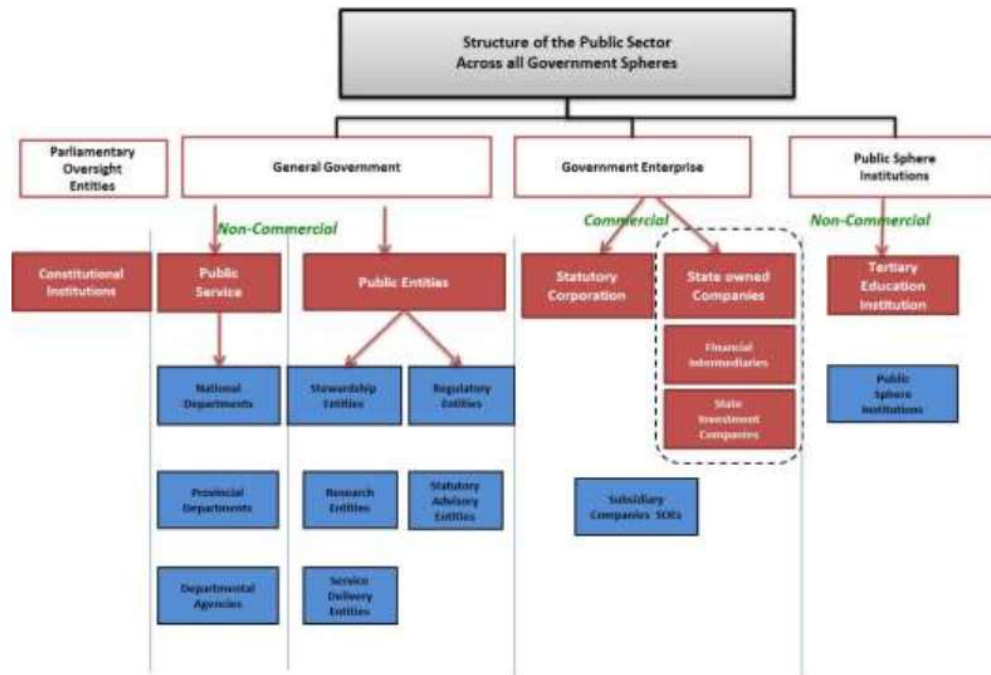 Structure of the Public Sector
Across all Government Spheres
Parliamentary
Oversight
Entities
General Government
Government Enterprise
Public Sphere
Institutions
Non-Commercial
Commercial
Non-Commercial
Constitutional
Institutions
Public
Service
Public Entities
Statutory
Corporation
State owned
Companies
Tertiary
Education
Institution
Financial
Intermediaries
State
Investment
Companies
National
Departments
Stewardship
Entities
Regulatory
Entities
Public
Sphere
Institutions
Provincial
Departments
Research
Entities
Statutory
Advisory
Entities
Subsidiary
Companies SOEs
Departmental
Agencies
Service
Delivery
Entities